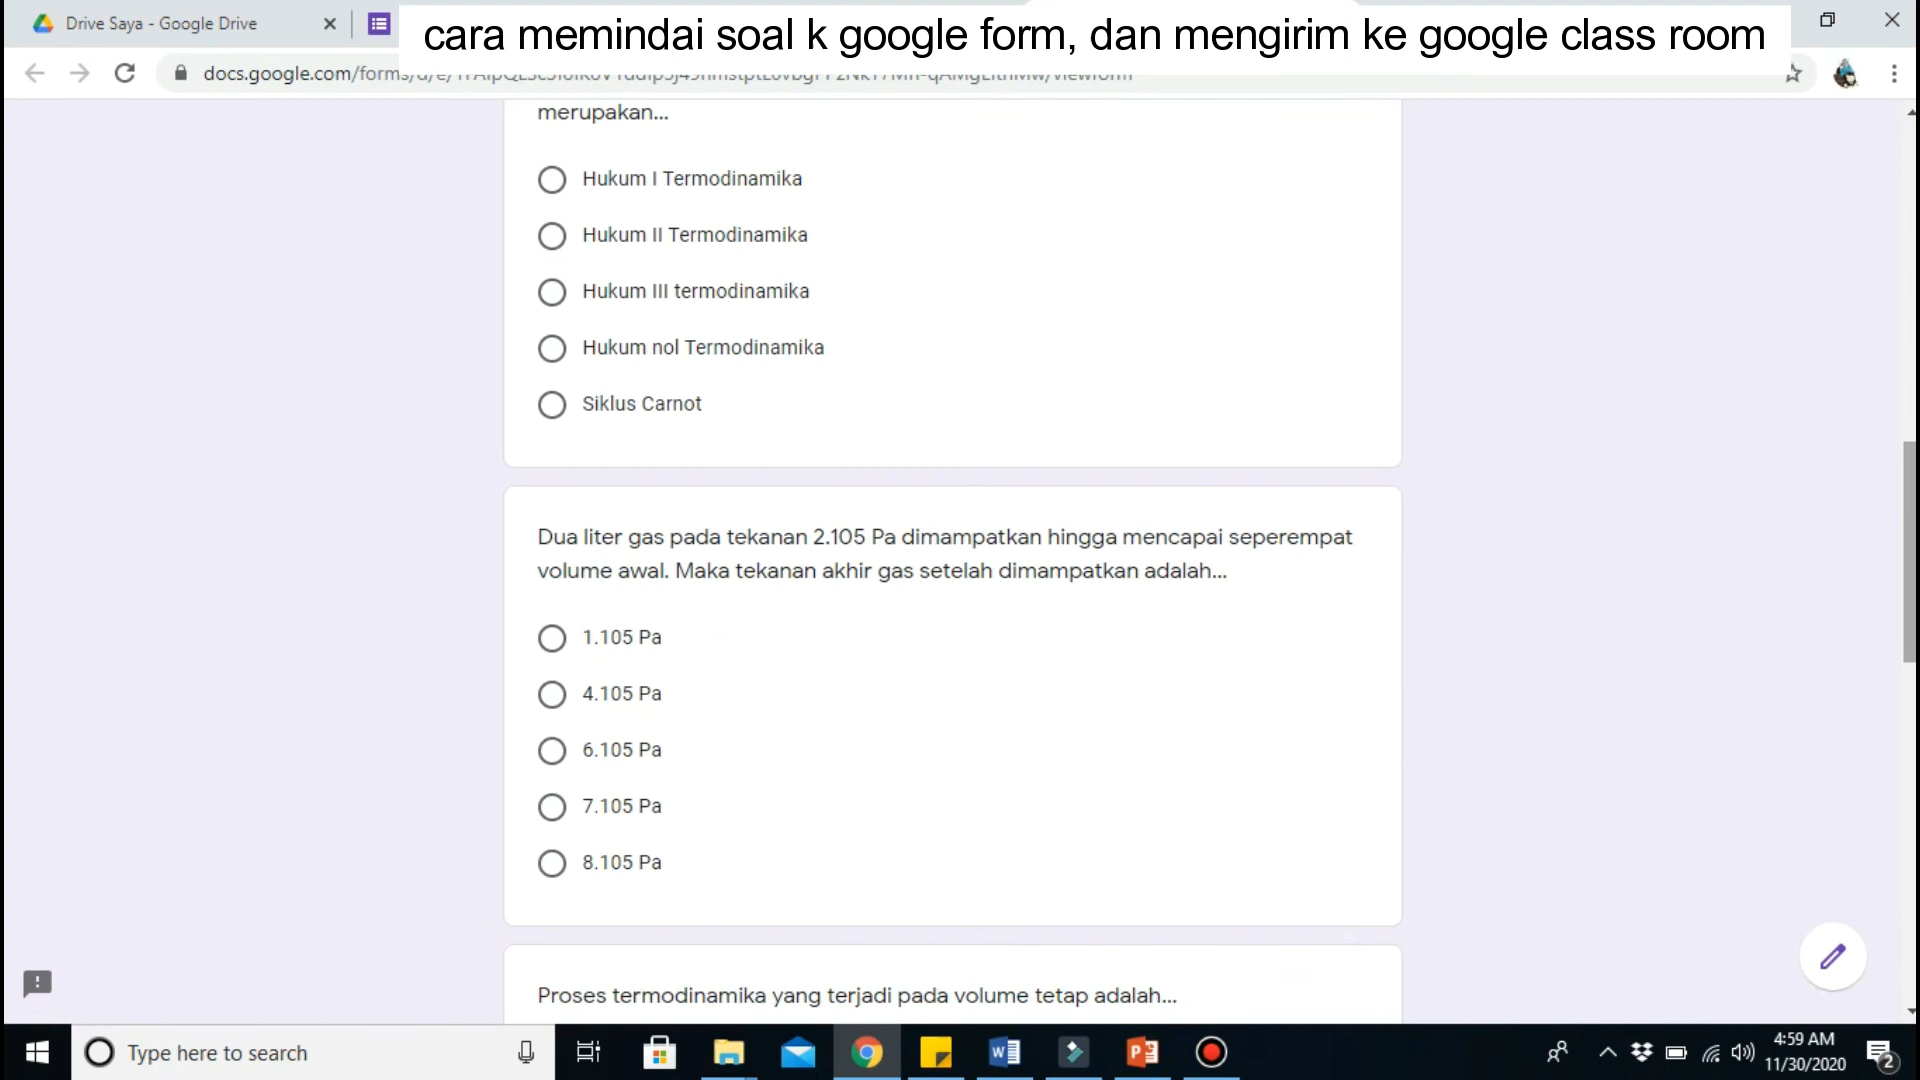 Drive Saya - Google Drive
cara memindai soal k google form, dan mengirim ke google class room
docs.google.com/forms/d/e/
merupakan...
Hukum I Termodinamika
Hukum II Termodinamika
Hukum III termodinamika
Hukum nol Termodinamika
Siklus Carnot
Dua liter gas pada tekanan 2.105 Pa dimampatkan hingga mencapai seperempat
volume awal. Maka tekanan akhir gas setelah dimampatkan adalah...
1.105 Pa
4.105 Pa
6.105 Pa
7.105 Pa
8.105 Pa
Proses termodinamika yang terjadi pada volume tetap adalah...
Type here to search
4:59 AM
11/30/2020
2